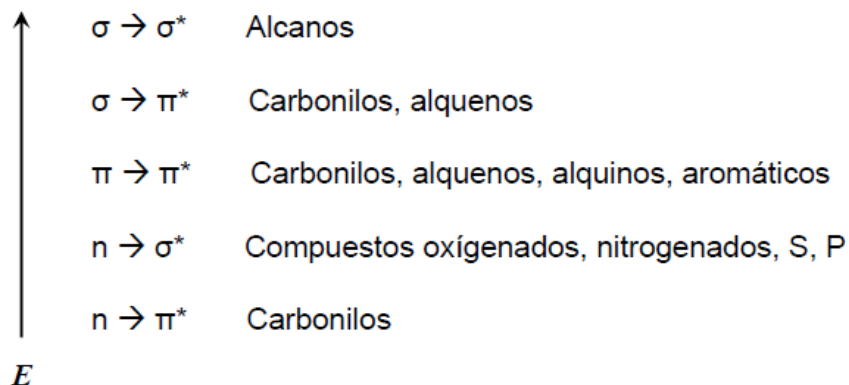 σ → σ* Alcanos
σ → π* Carbonilos, alquenos
π → π* Carbonilos, alquenos, alquinos, aromáticos
n → σ* Compuestos oxígenados, nitrogenados, S, P
n → π* Carbonilos
E